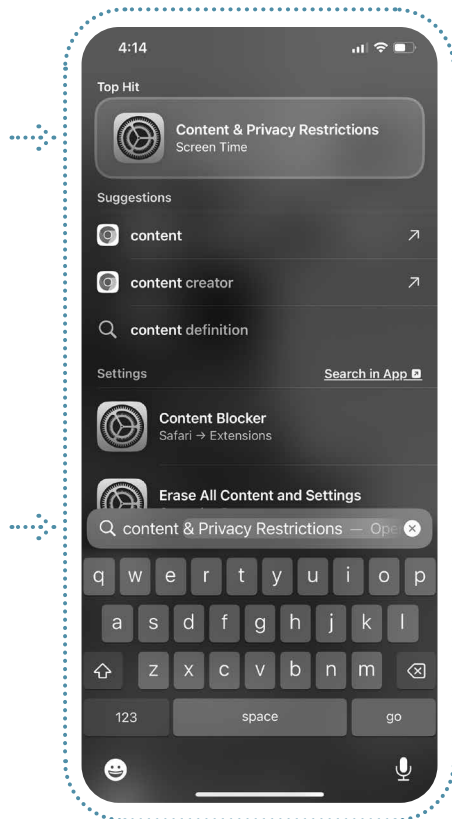 4:14
Top Hit
Content & Privacy Restrictions
Screen Time
Suggestions
content
content creator
content definition
Settings Search in App
Content Blocker
Safari → Extensions
Erase All Content and Settings
content & Privacy Restrictions — Ope
q w e r t y u i o p
a s d f g h j k l
z x c v b n m
123 space go